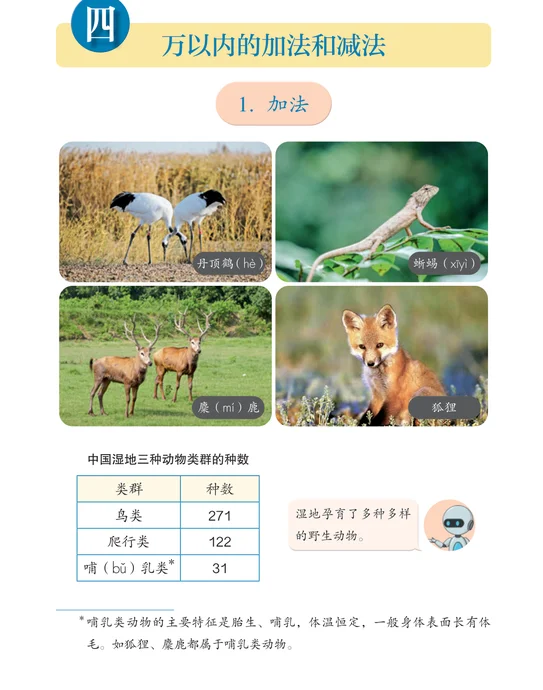 四
万以内的加法和减法
1. 加法
丹顶鹤(hè)
蜥蜴(xīyì)
麋(mí)鹿
狐狸
中国湿地三种动物类群的种数
类群 种数
鸟类 271
爬行类 122
哺(bǔ)乳类* 31
湿地孕育了多种多样
的野生动物。
*哺乳类动物的主要特征是胎生、哺乳，体温恒定，一般身体表面长有体
毛。如狐狸、麋鹿都属于哺乳类动物。